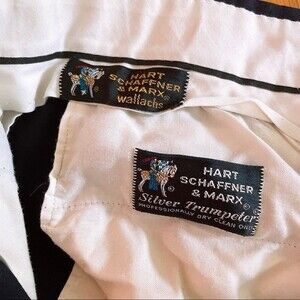 HART
SCHAFFNER
& MARX
wallachs
HART
SCHAFFNER
& MARX
Silver Trumpeter
PROFESSIONALLY DRY CLEAN ONLY